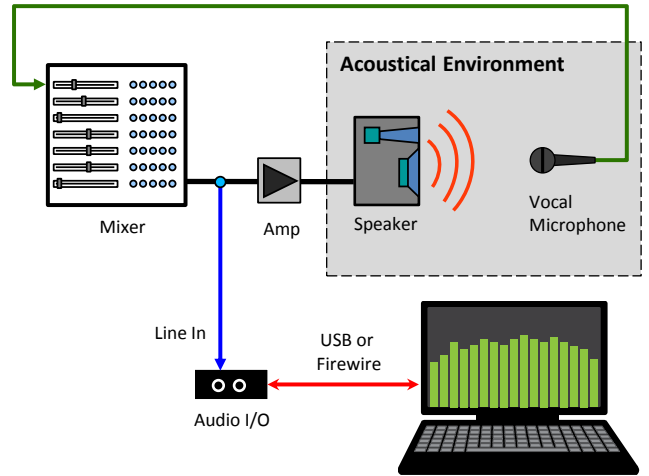 Acoustical Environment
Mixer
Amp
Speaker
Vocal
Microphone
Line In
USB or
Firewire
Audio I/O